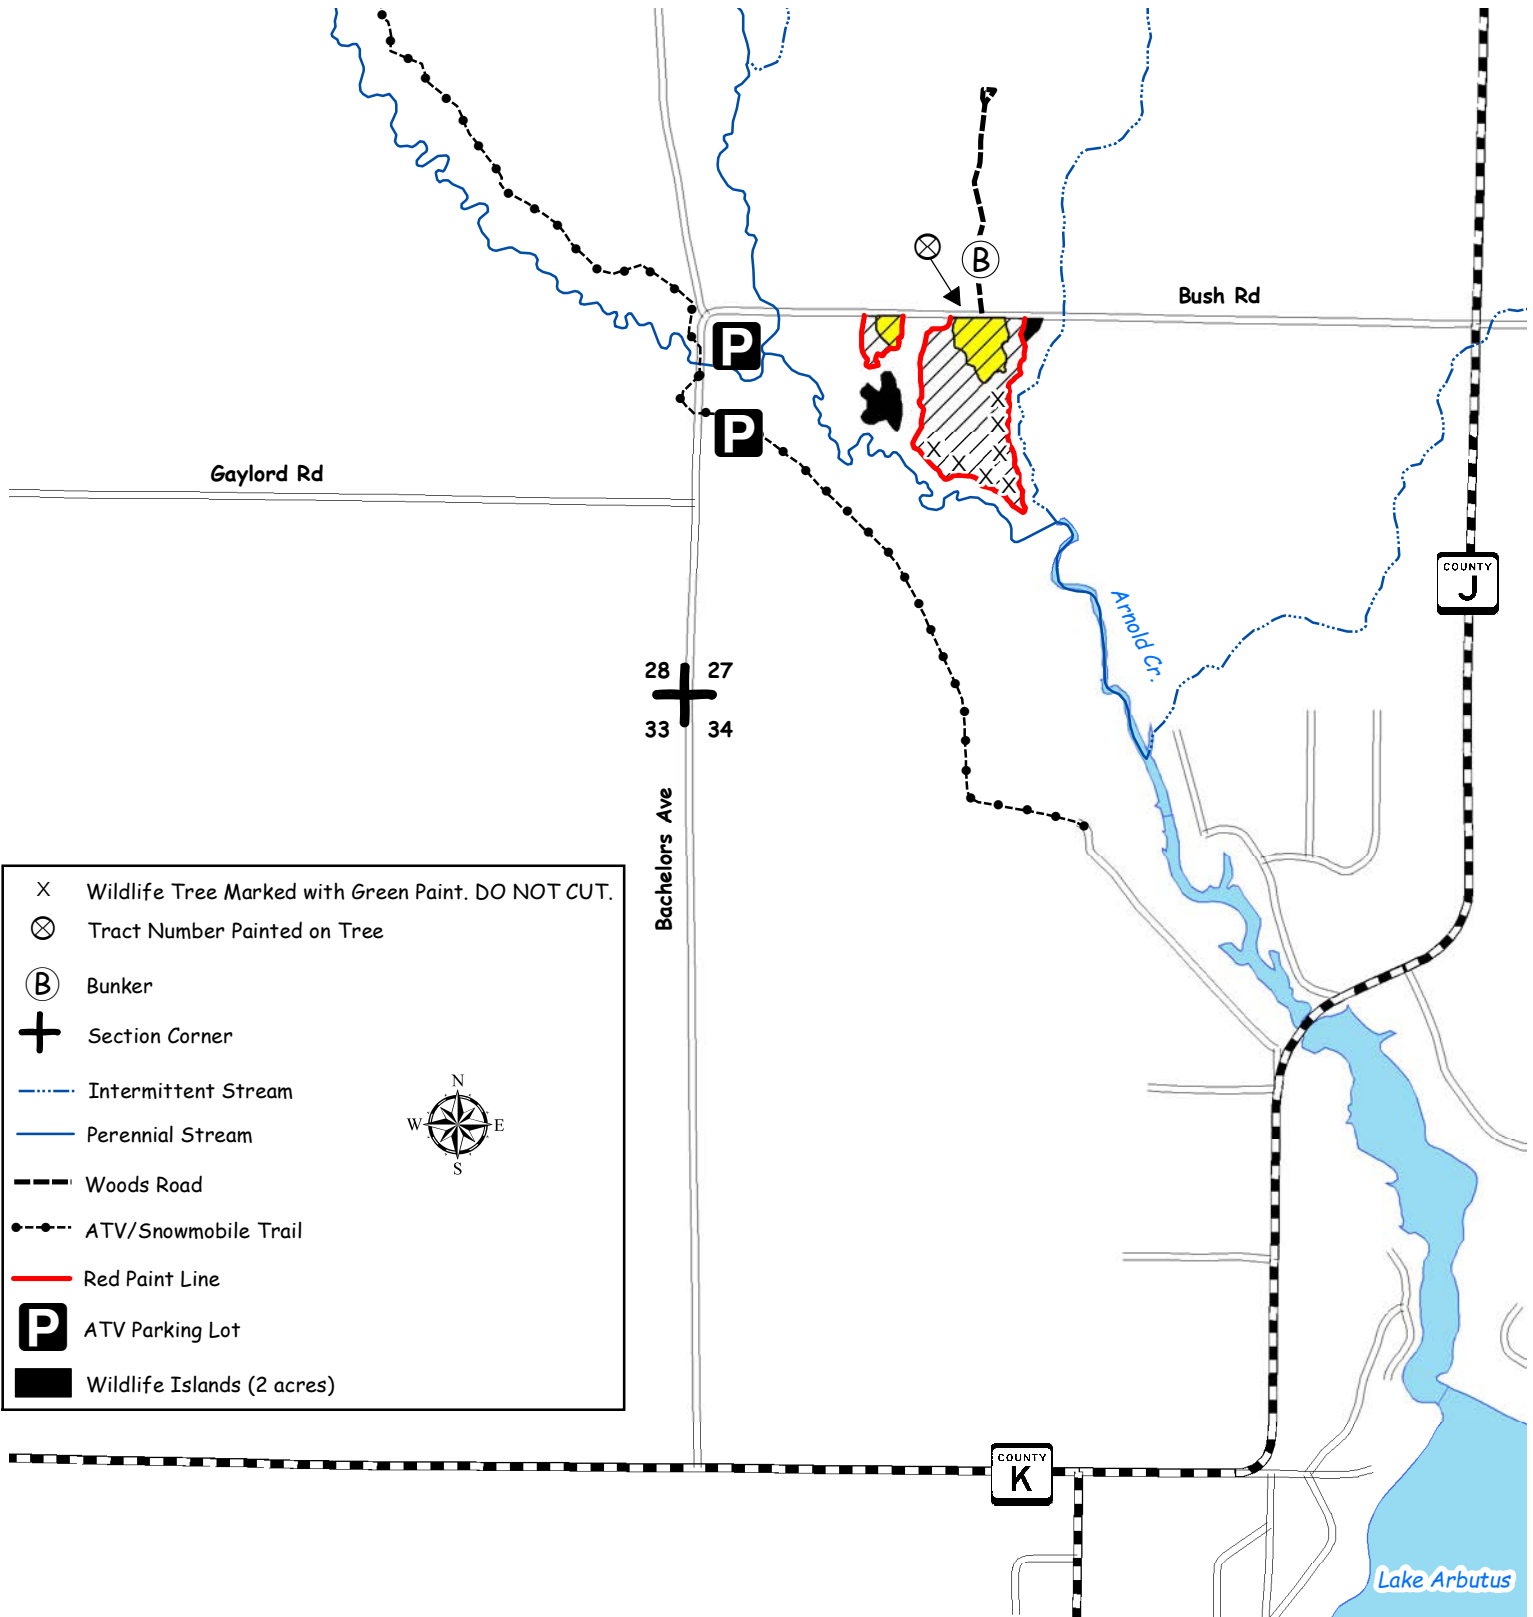 B
Bush Rd
P
P
Gaylord Rd
COUNTY
J
Arnold Cr.
X
X
X
X
X
X
X
28 27
33 34
Bachelors Ave
X Wildlife Tree Marked with Green Paint. DO NOT CUT.
Tract Number Painted on Tree
B Bunker
Section Corner
Intermittent Stream
Perennial Stream
Woods Road
ATV/Snowmobile Trail
Red Paint Line
P ATV Parking Lot
Wildlife Islands (2 acres)
N
W E
S
COUNTY
K
Lake Arbutus